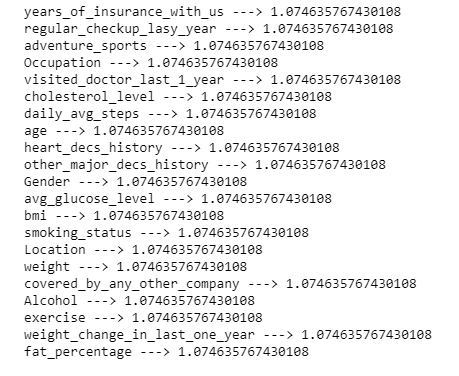 years_of_insurance_with_us ---> 1.074635767430108
regular_checkup_lasy_year ---> 1.074635767430108
adventure_sports ---> 1.074635767430108
Occupation ---> 1.074635767430108
visited_doctor_last_1_year ---> 1.074635767430108
cholesterol_level ---> 1.074635767430108
daily_avg_steps ---> 1.074635767430108
age ---> 1.074635767430108
heart_decs_history ---> 1.074635767430108
other_major_decs_history ---> 1.074635767430108
Gender ---> 1.074635767430108
avg_glucose_level ---> 1.074635767430108
bmi ---> 1.074635767430108
smoking_status ---> 1.074635767430108
Location ---> 1.074635767430108
weight ---> 1.074635767430108
covered_by_any_other_company ---> 1.074635767430108
Alcohol ---> 1.074635767430108
exercise ---> 1.074635767430108
weight_change_in_last_one_year ---> 1.074635767430108
fat_percentage ---> 1.074635767430108